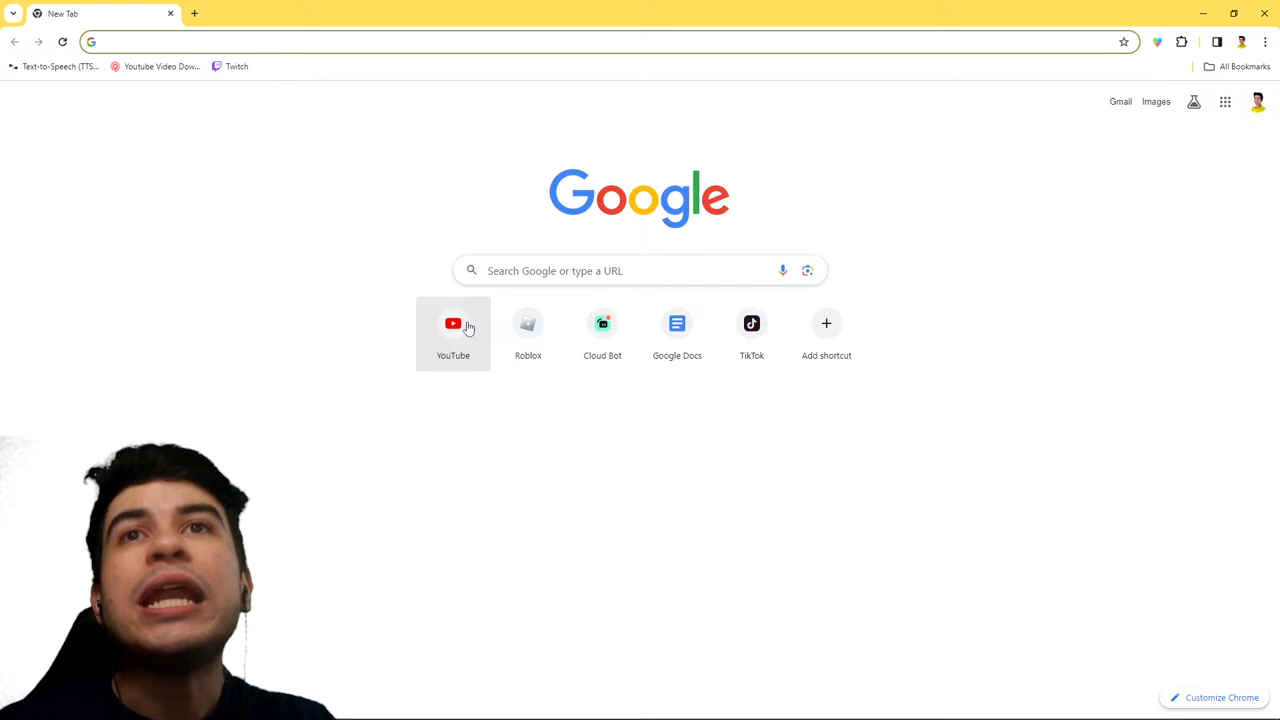 New Tab
Text-to-Speech (TTS...
Youtube Video Dow...
Twitch
All Bookmarks
Gmail
Images
Google
Search Google or type a URL
YouTube
Roblox
Cloud Bot
Google Docs
TikTok
Add shortcut
Customize Chrome